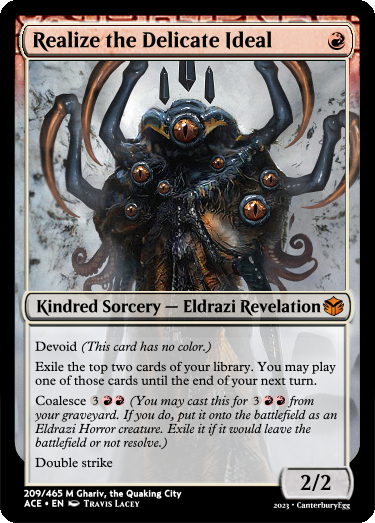 Realize the Delicate Ideal
Kindred Sorcery — Eldrazi Revelation
Devoid (This card has no color.)
Exile the top two cards of your library. You may play
one of those cards until the end of your next turn.
Coalesce 3 (You may cast this for 3 from
your graveyard. If you do, put it onto the battlefield as an
Eldrazi Horror creature. Exile it if it would leave the
battlefield or not resolve.)
Double strike
2/2
209/465 M Ghariv, the Quaking City
ACE • EN Travis Lacey
2023 • CanterburyEgg